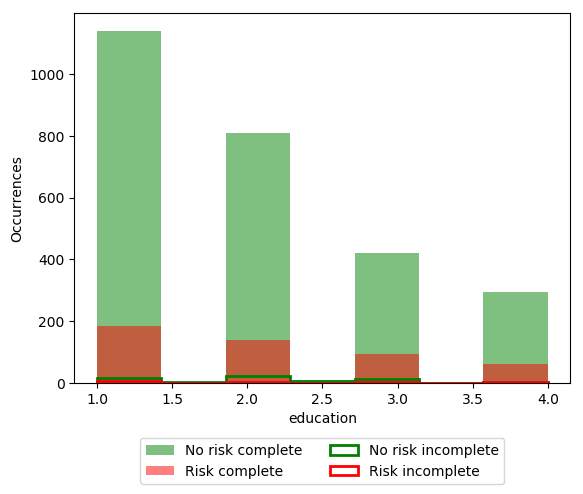 1000
800
600
400
200
0
Occurrences
1.0 1.5 2.0 2.5 3.0 3.5 4.0
education
No risk complete No risk incomplete
Risk complete Risk incomplete